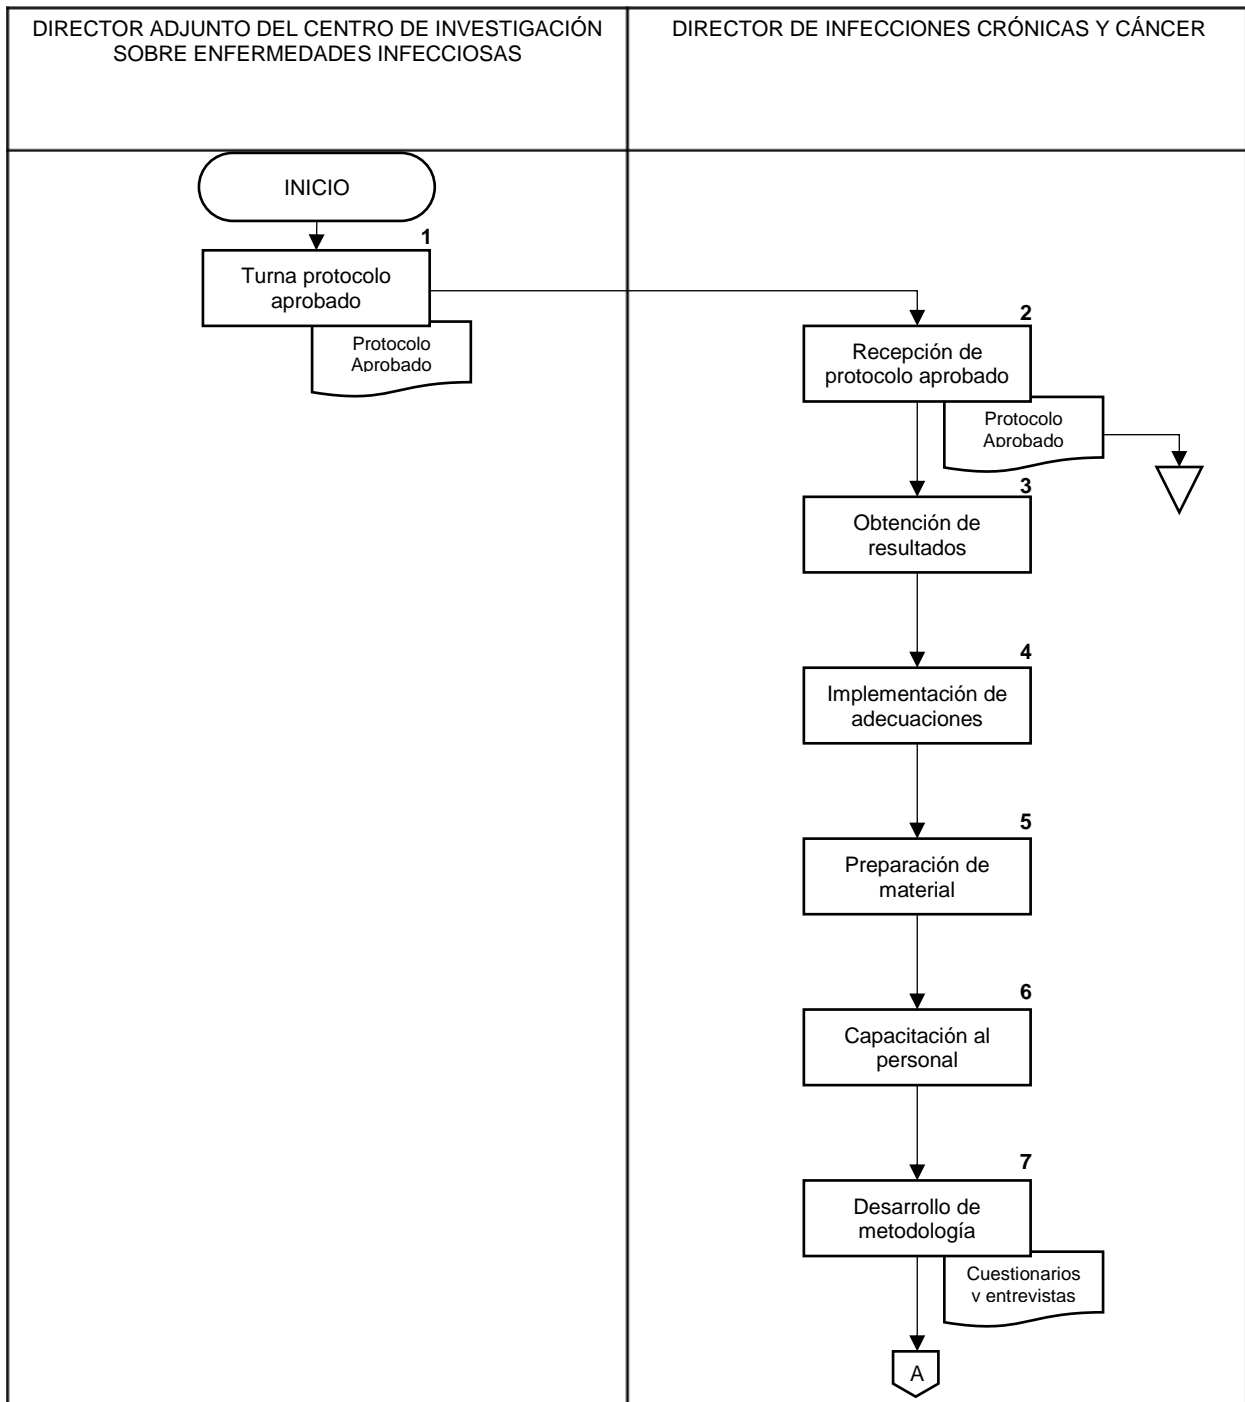 DIRECTOR ADJUNTO DEL CENTRO DE INVESTIGACIÓN
SOBRE ENFERMEDADES INFECCIOSAS
DIRECTOR DE INFECCIONES CRÓNICAS Y CÁNCER
INICIO
1
Turna protocolo
aprobado
Protocolo
Aprobado
2
Recepción de
protocolo aprobado
Protocolo
Aprobado
3
Obtención de
resultados
4
Implementación de
adecuaciones
5
Preparación de
material
6
Capacitación al
personal
7
Desarrollo de
metodología
Cuestionarios
y entrevistas
A